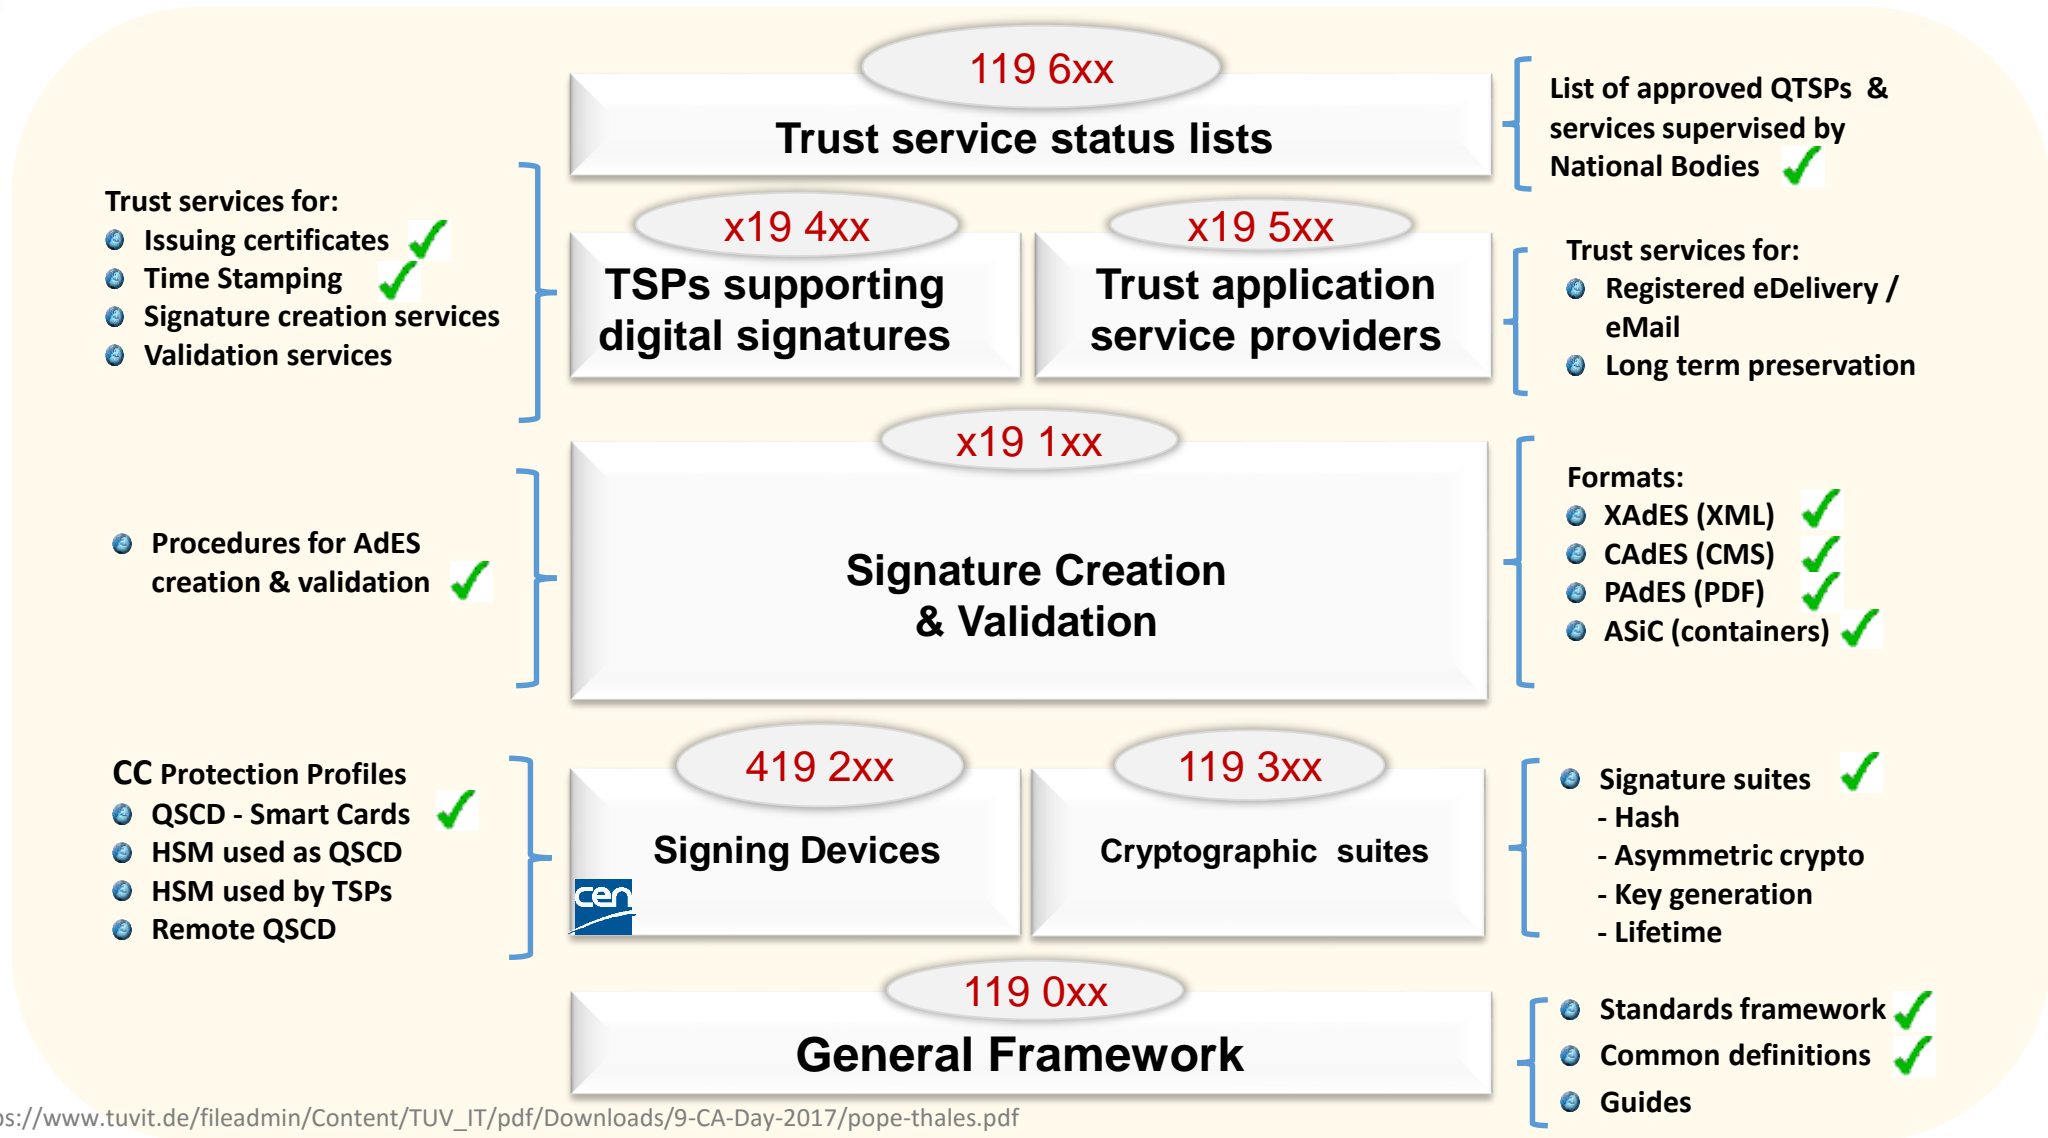 119 6xx
Trust service status lists
List of approved QTSPs &
services supervised by
National Bodies
Trust services for:
Issuing certificates
Time Stamping
Signature creation services
Validation services
x19 4xx
TSPs supporting
digital signatures
x19 5xx
Trust application
service providers
Trust services for:
Registered eDelivery /
eMail
Long term preservation
x19 1xx
Signature Creation
& Validation
Procedures for AdES
creation & validation
Formats:
XAdES (XML)
CAdES (CMS)
PAdES (PDF)
ASiC (containers)
CC Protection Profiles
QSCD - Smart Cards
HSM used as QSCD
HSM used by TSPs
Remote QSCD
419 2xx
Signing Devices
cen
119 3xx
Cryptographic suites
Signature suites
- Hash
- Asymmetric crypto
- Key generation
- Lifetime
119 0xx
General Framework
Standards framework
Common definitions
Guides
ps://www.tuvit.de/fileadmin/Content/TUV_IT/pdf/Downloads/9-CA-Day-2017/pope-thales.pdf